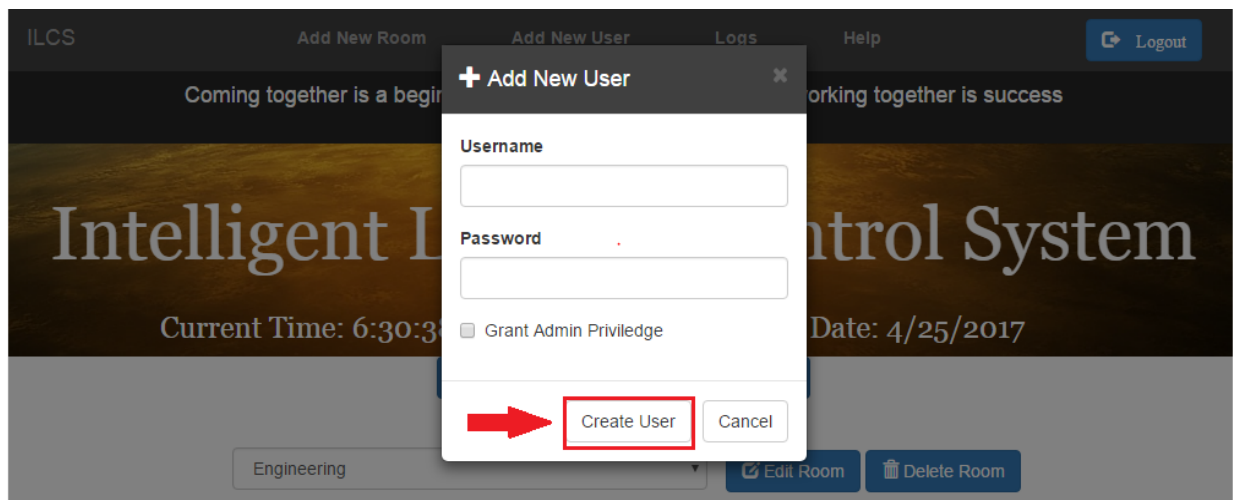 ILCS Add New Room Add New User Logs Help Logout
Coming together is a begin orking together is success
+ Add New User ×
Username
Intelligent L ntrol System
Password
Current Time: 6:30:38 Date: 4/25/2017
Grant Admin Priviledge
Create User Cancel
Engineering Edit Room Delete Room